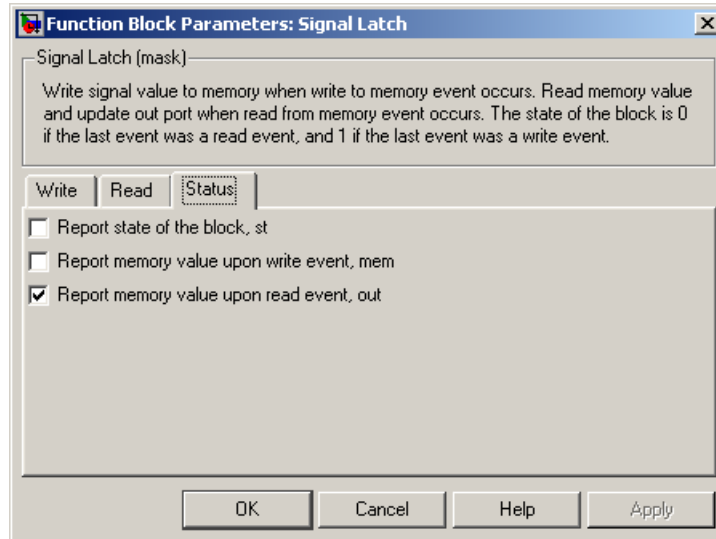 Function Block Parameters: Signal Latch
Signal Latch (mask)
Write signal value to memory when write to memory event occurs. Read memory value
and update out port when read from memory event occurs. The state of the block is 0
if the last event was a read event, and 1 if the last event was a write event.
Write Read Status
Report state of the block, st
Report memory value upon write event, mem
Report memory value upon read event, out
OK Cancel Help Apply